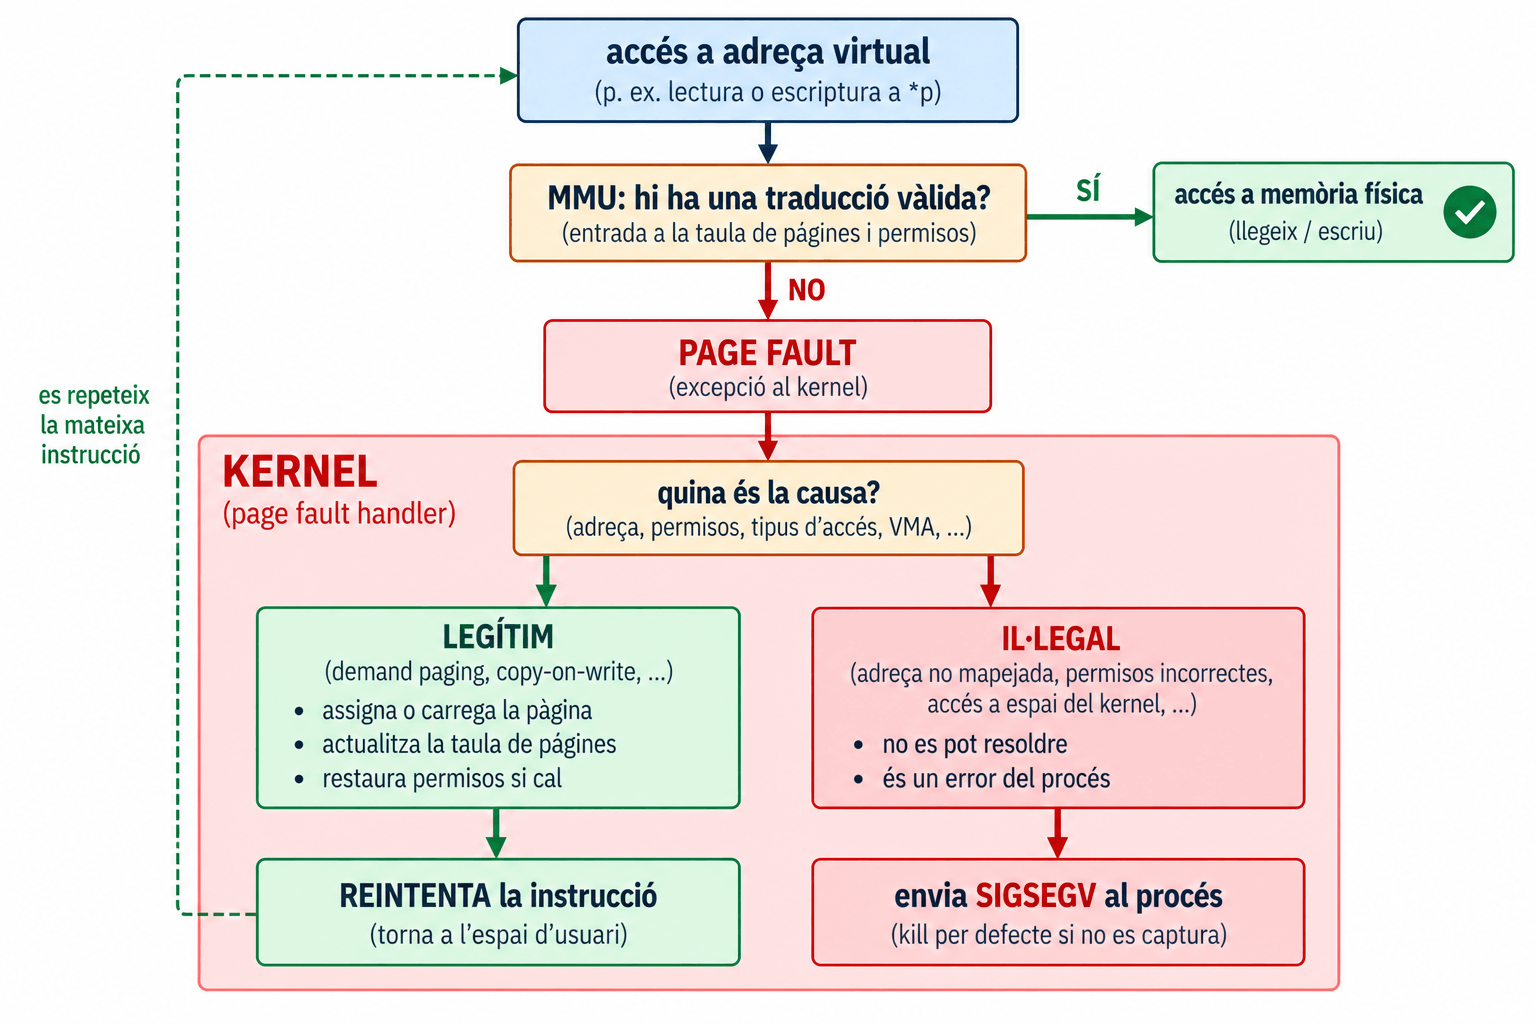 accés a adreça virtual
(p. ex. lectura o escriptura a *p)
MMU: hi ha una traducció vàlida?
(entrada a la taula de págines i permisos)
SÍ
accés a memòria física
(llegeix / escriu)
NO
PAGE FAULT
(excepció al kernel)
es repeteix
la mateixa
instrucció
KERNEL
(page fault handler)
quina és la causa?
(adreça, permisos, tipus d’accés, VMA, ...)
LEGÍTIM
(demand paging, copy-on-write, ...)
• assigna o carrega la pàgina
• actualitza la taula de págines
• restaura permisos si cal
IL·LEGAL
(adreça no mapejada, permisos incorrectes,
accés a espai del kernel, ...)
• no es pot resoldre
• és un error del procés
REINTENTA la instrucció
(torna a l’espai d’usuari)
envia SIGSEGV al procés
(kill per defecte si no es captura)